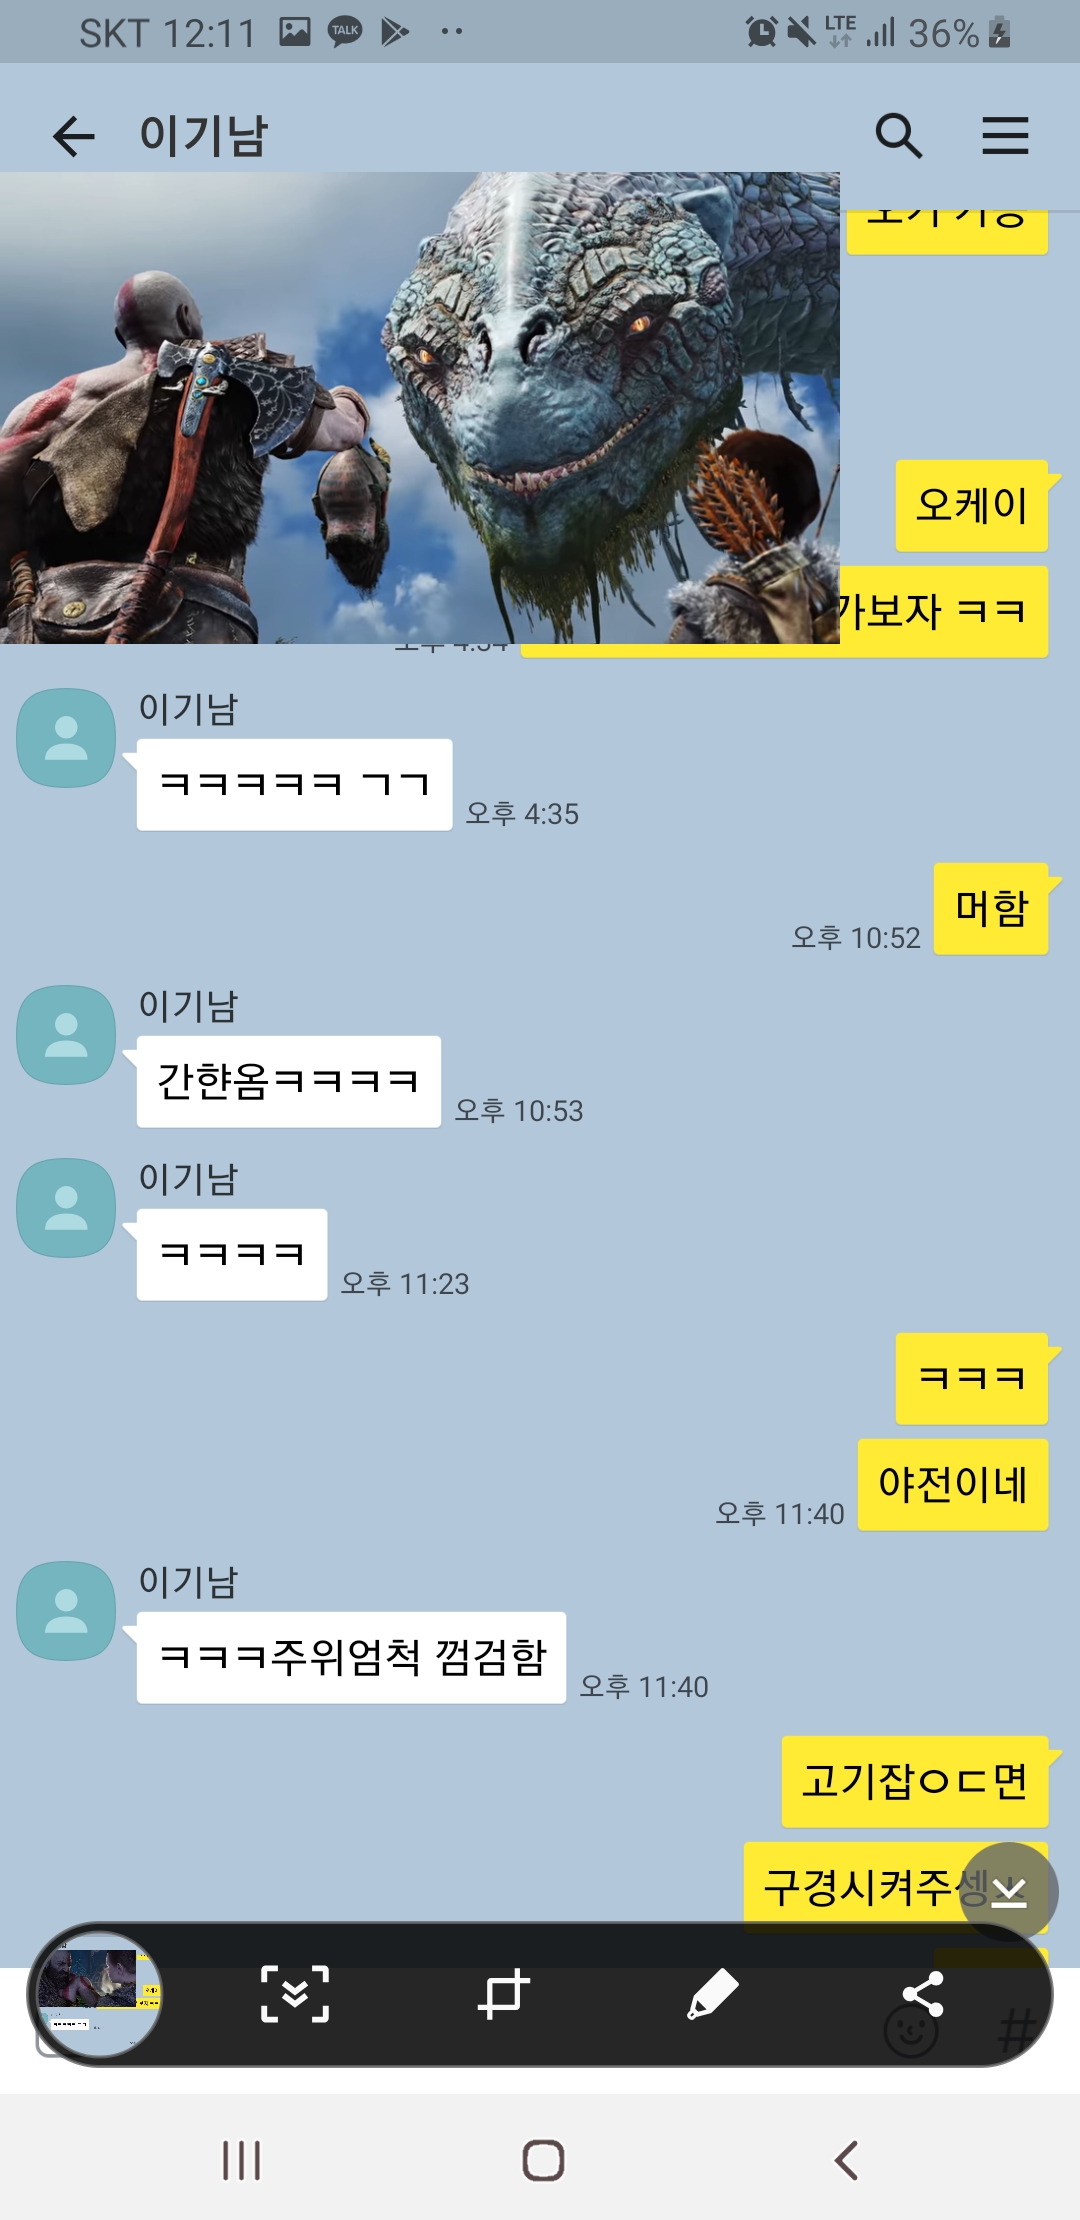 SKT 12:11 TALK LTE 36%
이기남
오케이
가보자 ㅋㅋ
이기남
ㅋㅋㅋㅋㅋ ㄱㄱ
오후 4:35
머함
오후 10:52
이기남
간햔옴ㅋㅋㅋㅋ
오후 10:53
이기남
ㅋㅋㅋㅋ
오후 11:23
ㅋㅋㅋ
야전이네
오후 11:40
이기남
ㅋㅋㅋ주위엄척 껌검함
오후 11:40
고기잡ㅇㄷ면
구경시켜주셍
#